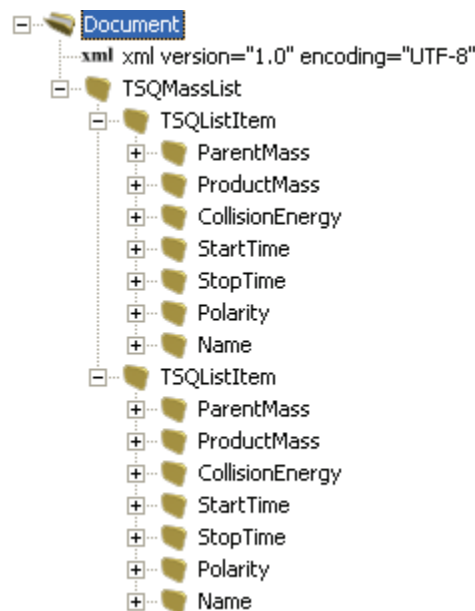 Document
xml xml version="1.0" encoding="UTF-8"
TSQMassList
TSQListItem
ParentMass
ProductMass
CollisionEnergy
StartTime
StopTime
Polarity
Name
TSQListItem
ParentMass
ProductMass
CollisionEnergy
StartTime
StopTime
Polarity
Name